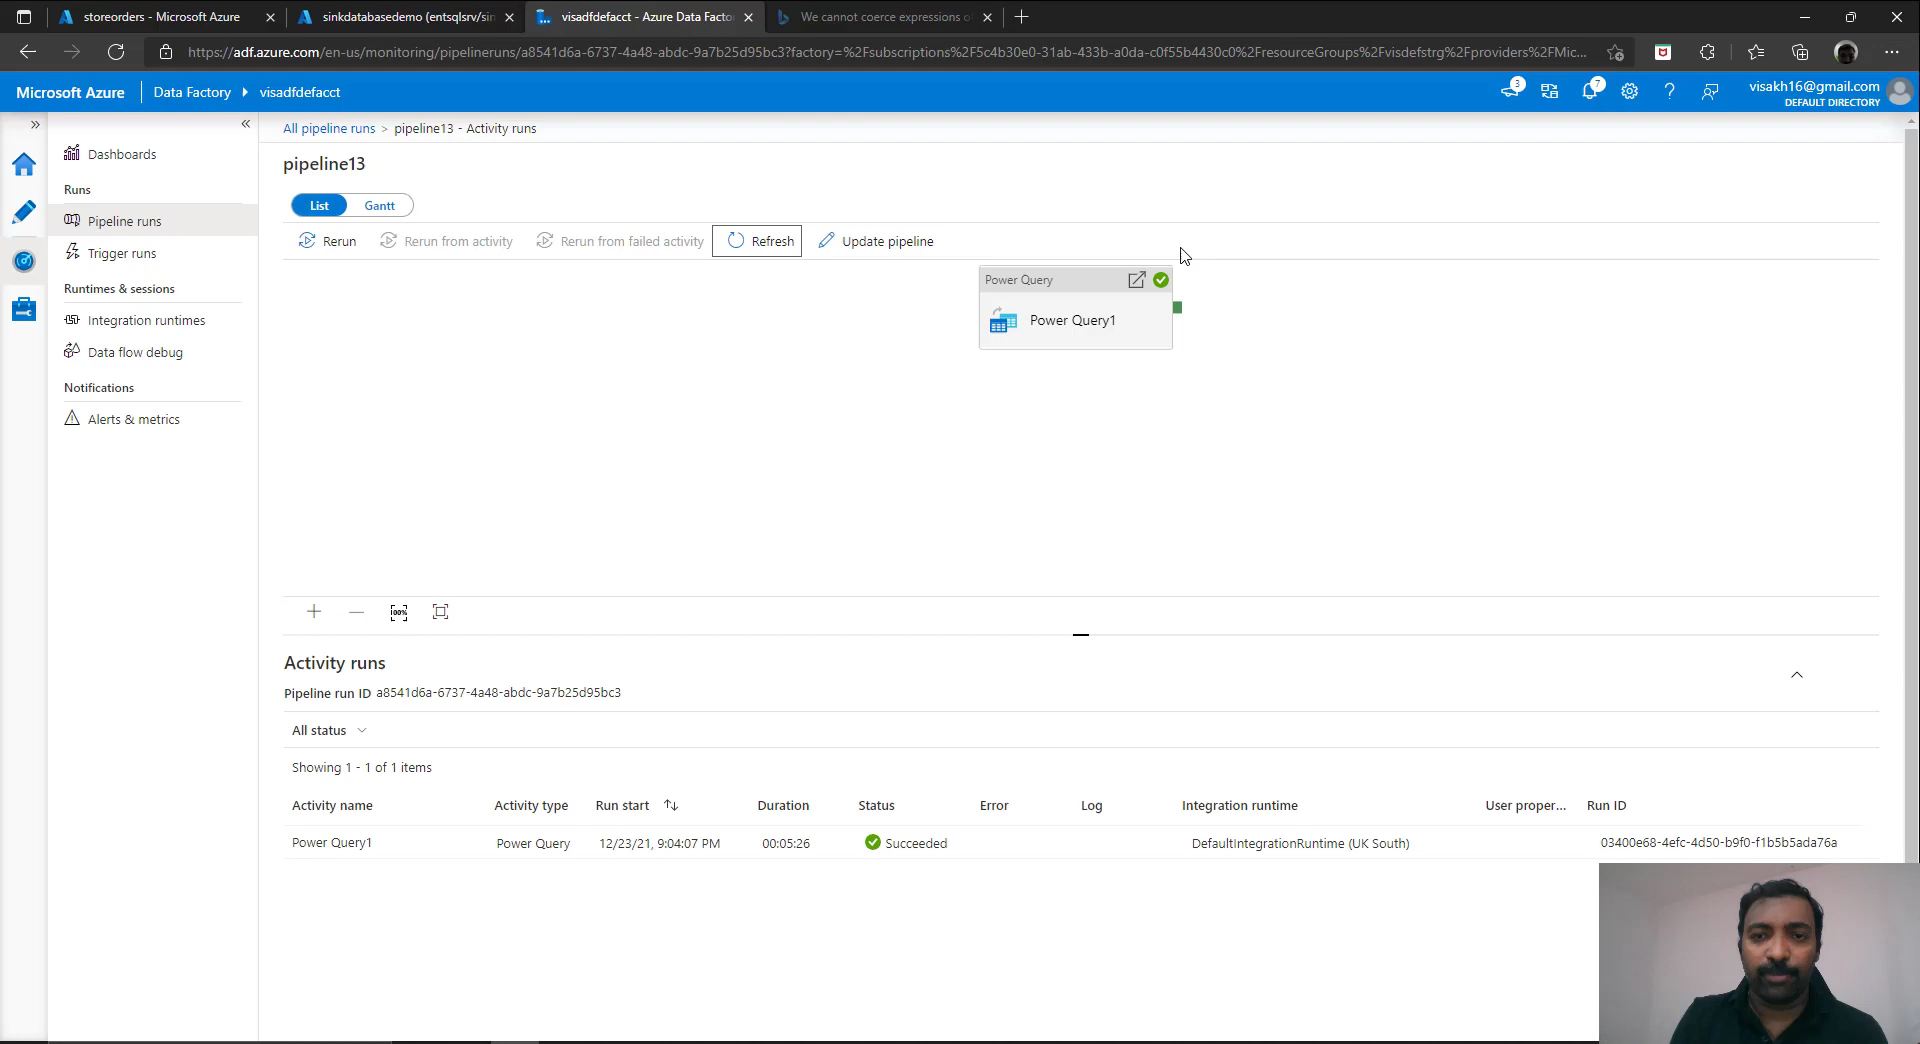 storeorders - Microsoft Azure
sinkdatabasedemo (entsqlsrv/sin
visadfdefacct - Azure Data Facto
We cannot coerce expressions o
https://adf.azure.com/en-us/monitoring/pipelineruns/a8541d6a-6737-4a48-abdc-9a7b25d95bc3?factory=%2Fsubscriptions%2F5c4b30e0-31ab-433b-a0da-c0f55b4430c0%2FresourceGroups%2Fvisdefstrg%2Fproviders%2FMic...
Microsoft Azure
Data Factory
visadfdefacct
3
7
visakh16@gmail.com
DEFAULT DIRECTORY
Dashboards
Runs
Pipeline runs
Trigger runs
Runtimes & sessions
Integration runtimes
Data flow debug
Notifications
Alerts & metrics
All pipeline runs > pipeline13 - Activity runs
pipeline13
List
Gantt
Rerun
Rerun from activity
Rerun from failed activity
Refresh
Update pipeline
Power Query
Power Query1
100%
Activity runs
Pipeline run ID a8541d6a-6737-4a48-abdc-9a7b25d95bc3
All status
Showing 1 - 1 of 1 items
Activity name Activity type Run start Duration Status Error Log Integration runtime User proper... Run ID
Power Query1 Power Query 12/23/21, 9:04:07 PM 00:05:26 Succeeded DefaultIntegrationRuntime (UK South) 03400e68-4efc-4d50-b9f0-f1b5b5ada76a